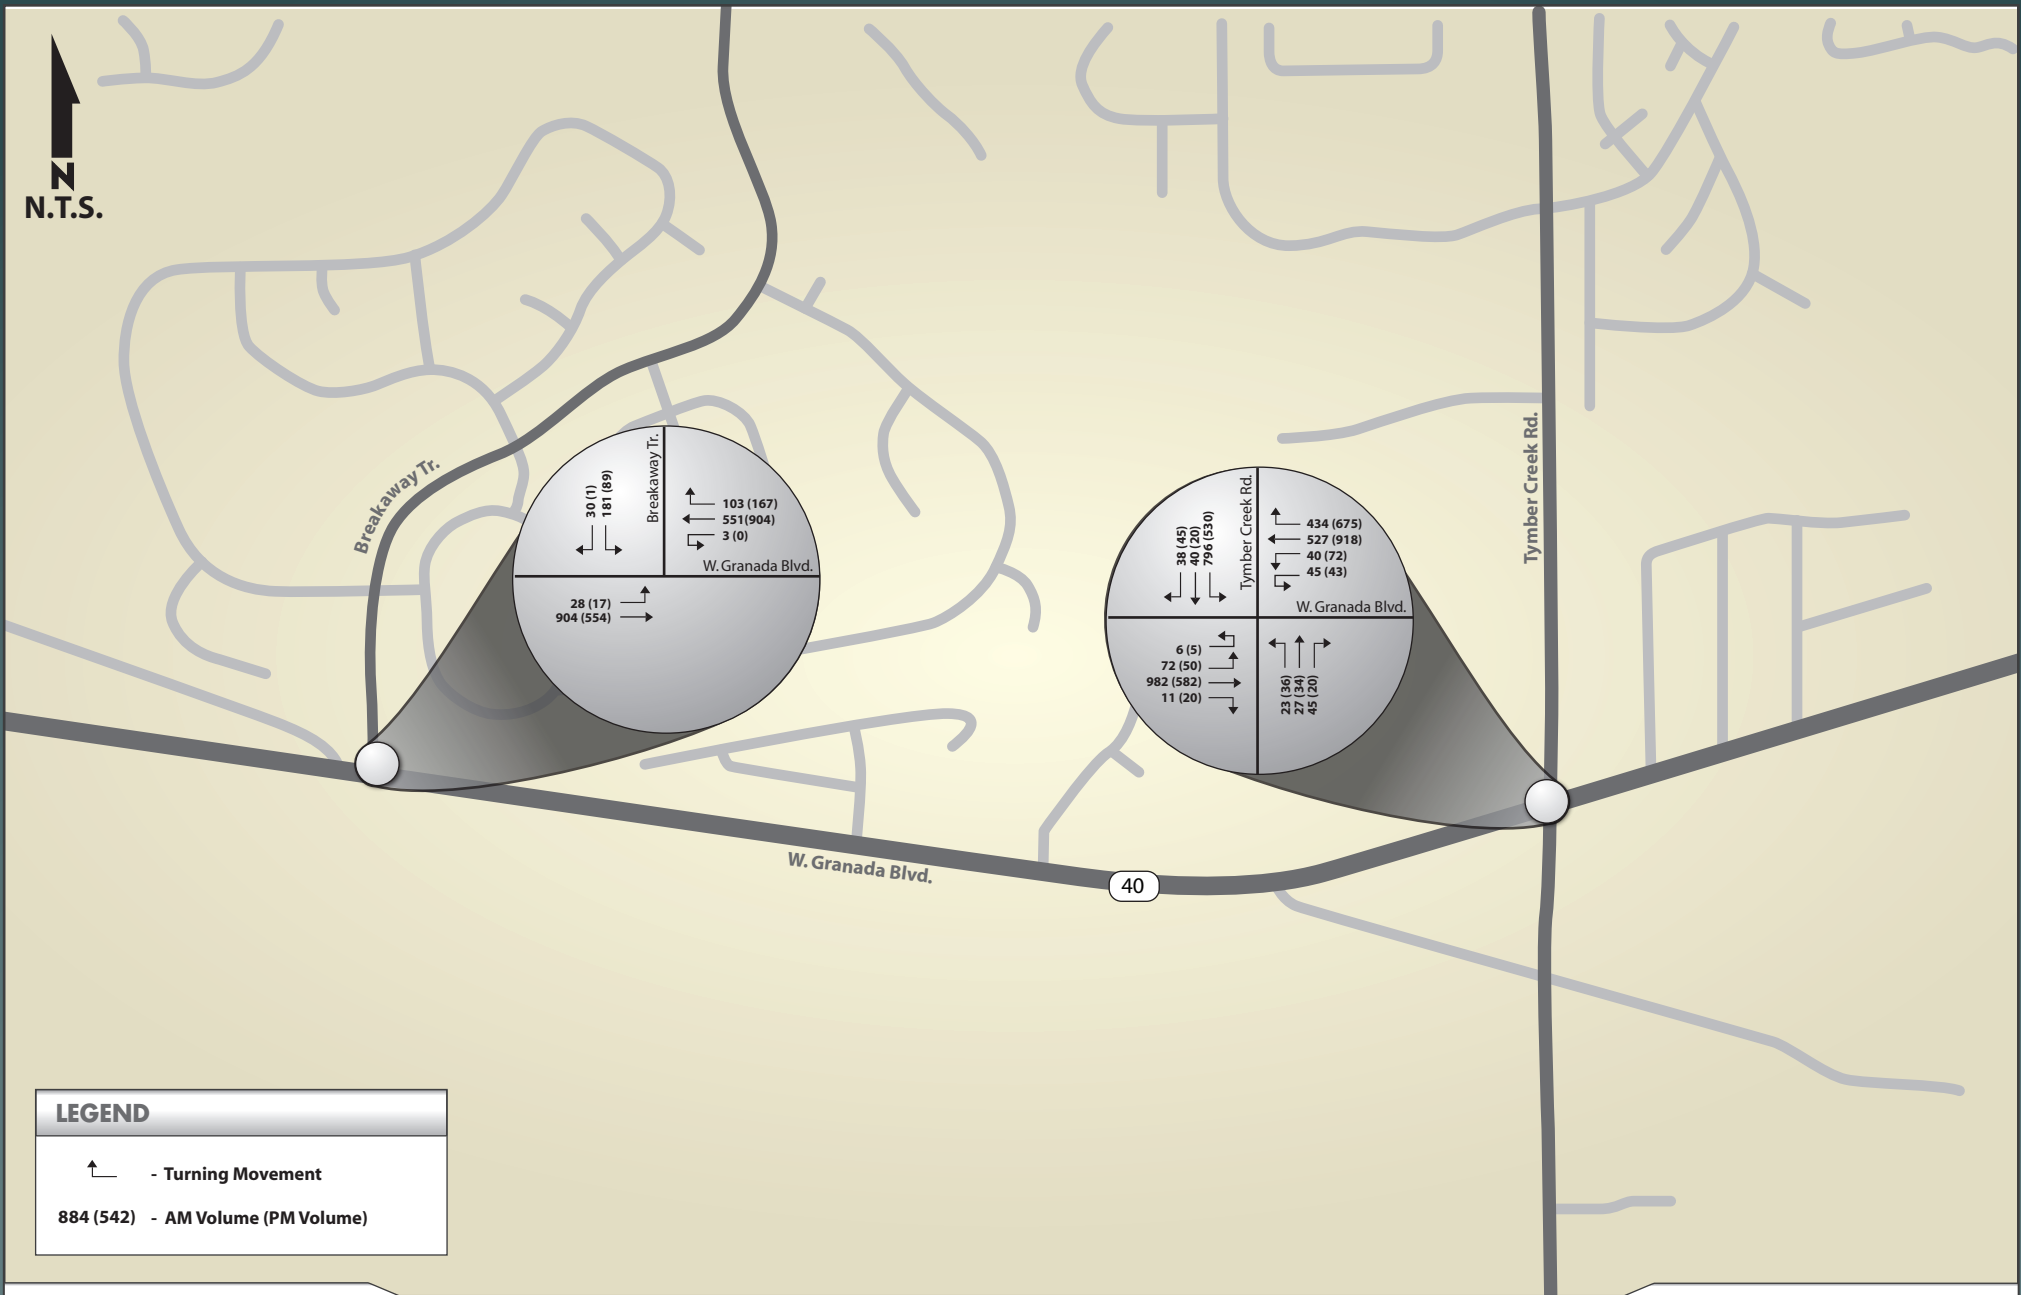 N
N.T.S.
Breakaway Tr.
30 (1)
181 (89)
Breakaway Tr.
103 (167)
551(904)
3 (0)
W. Granada Blvd.
28 (17)
904 (554)
38 (45)
40 (20)
796 (530)
Tymber Creek Rd.
434 (675)
527 (918)
40 (72)
45 (43)
W. Granada Blvd.
6 (5)
72 (50)
982 (582)
11 (20)
23 (36)
27 (34)
45 (20)
Tymber Creek Rd.
W. Granada Blvd.
40
LEGEND
- Turning Movement
884 (542) - AM Volume (PM Volume)